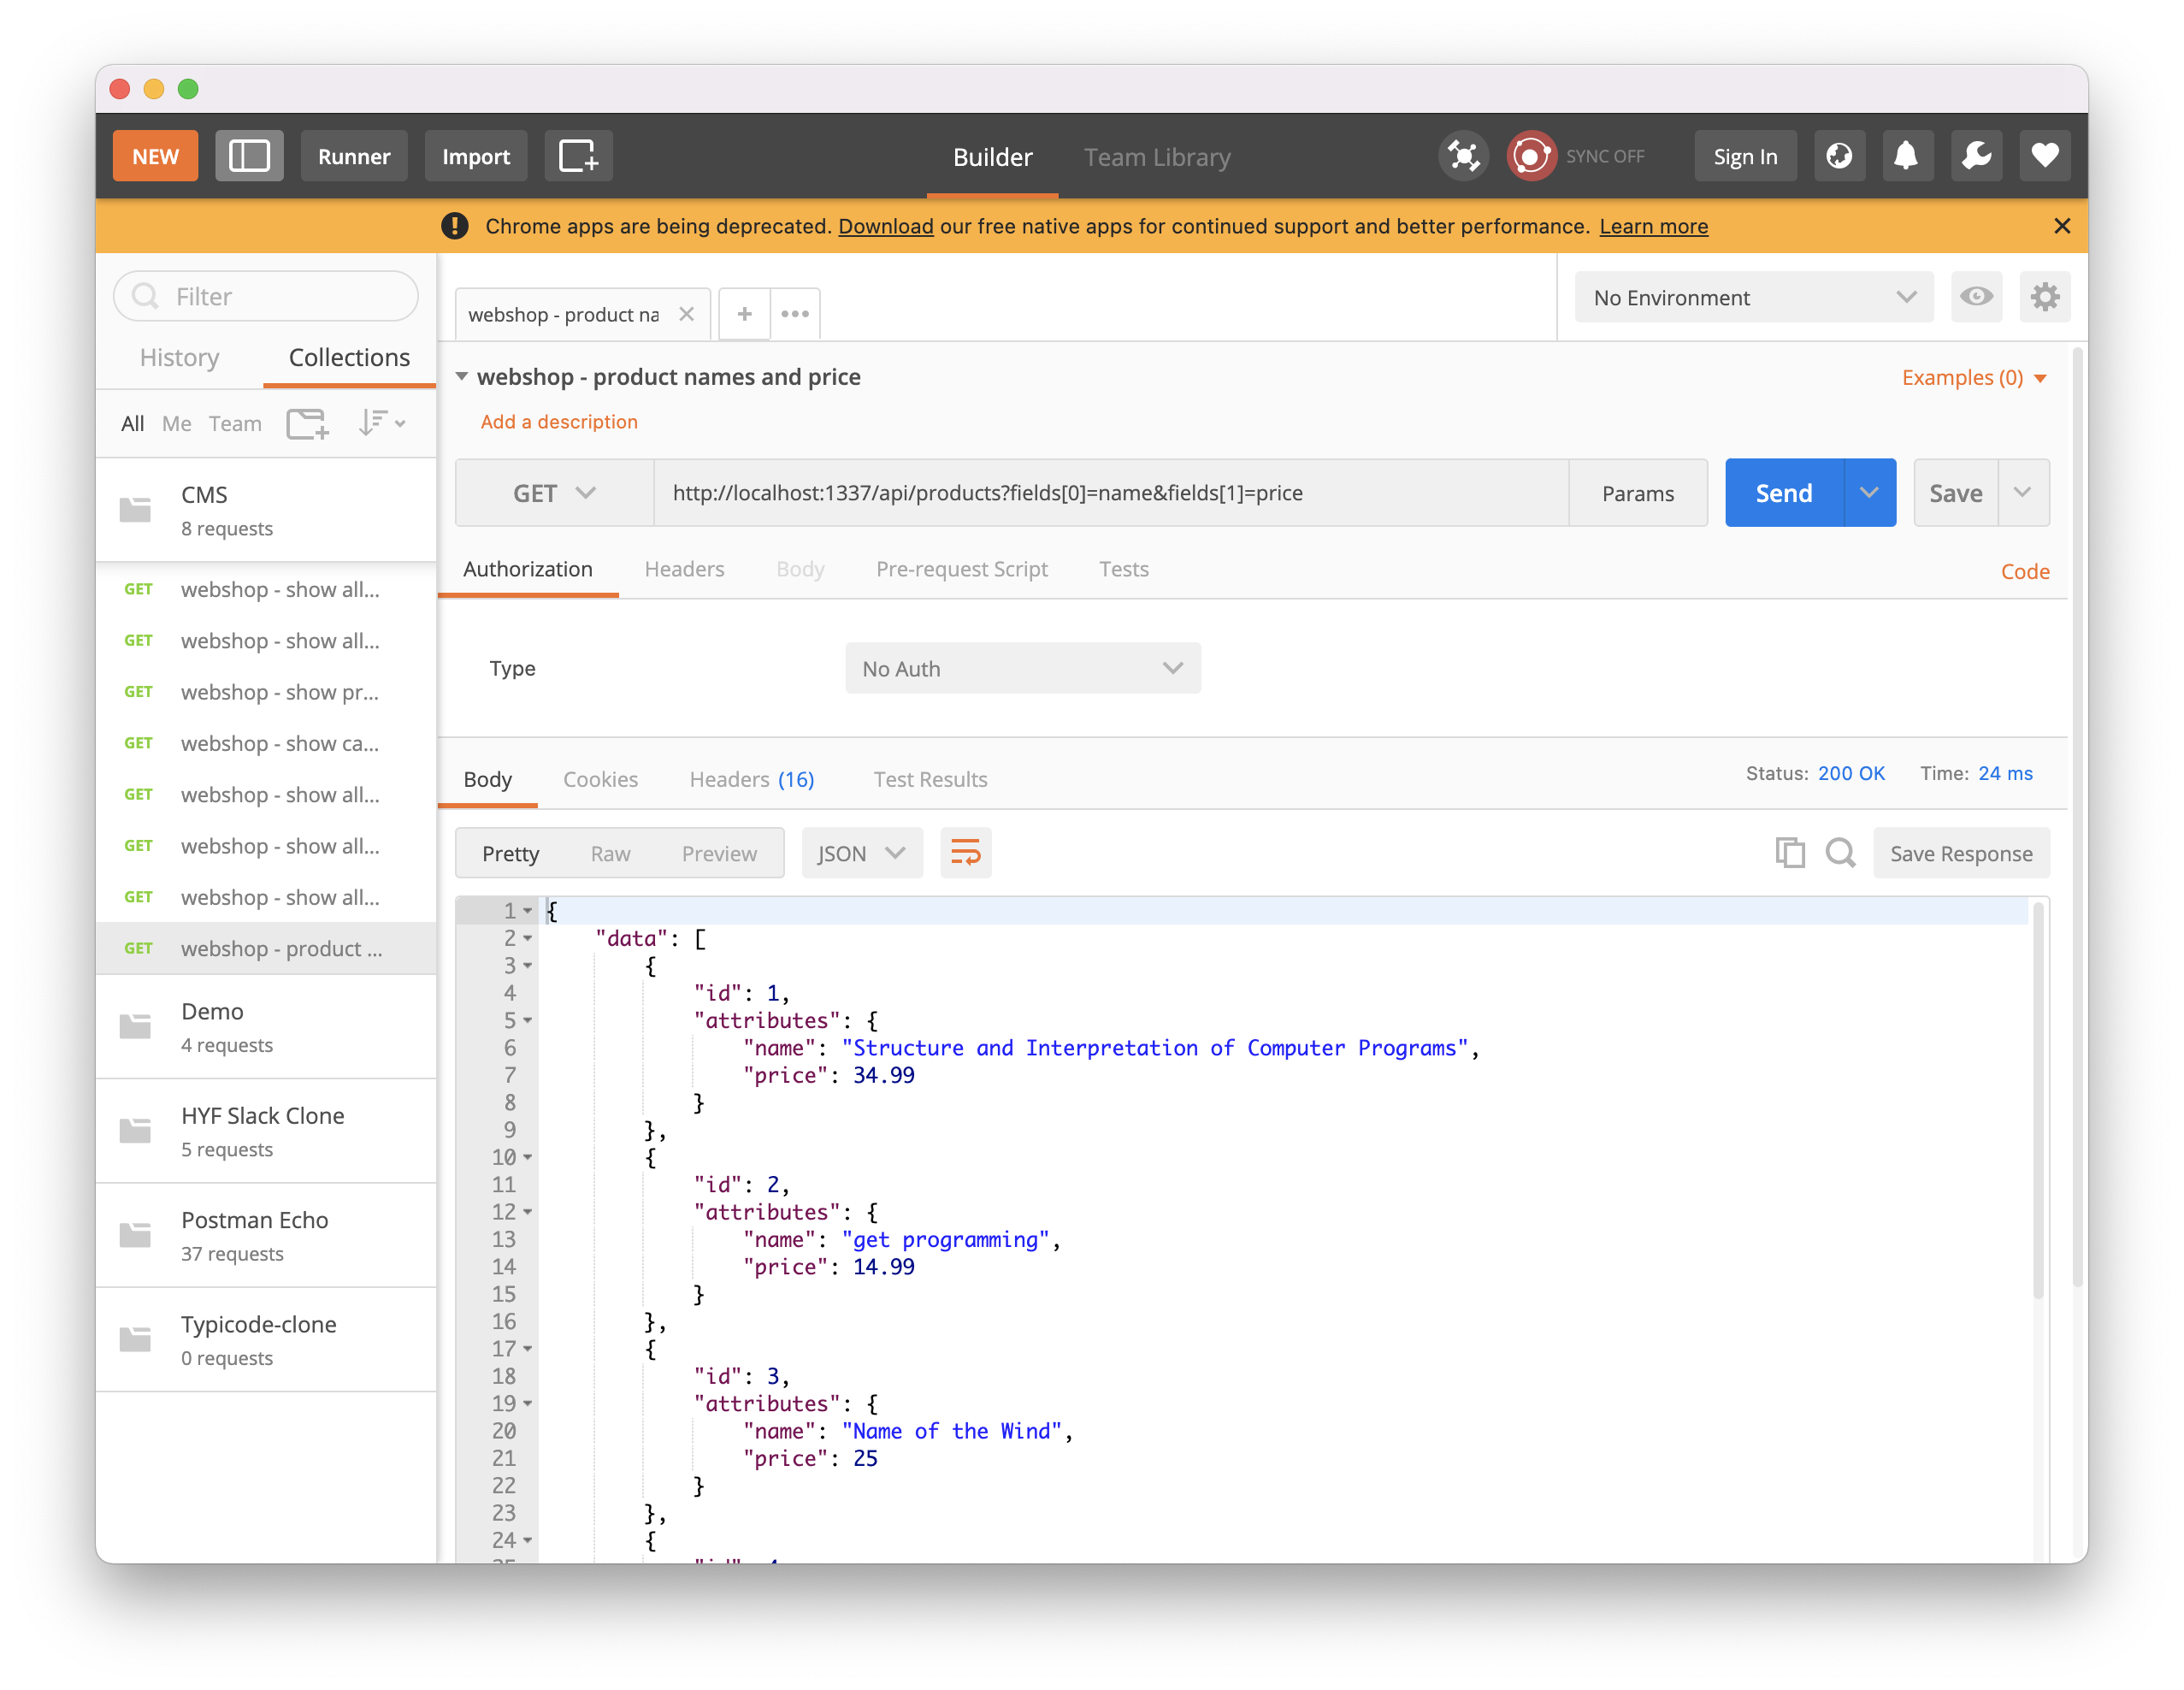 NEW Runner Import Builder Team Library SYNC OFF Sign In
Chrome apps are being deprecated. Download our free native apps for continued support and better performance. Learn more
Filter
History Collections
All Me Team
CMS
8 requests
GET webshop - show all...
GET webshop - show all...
GET webshop - show pr...
GET webshop - show ca...
GET webshop - show all...
GET webshop - show all...
GET webshop - show all...
GET webshop - product ...
Demo
4 requests
HYF Slack Clone
5 requests
Postman Echo
37 requests
Typicode-clone
0 requests
webshop - product na
No Environment
webshop - product names and price
Examples (0)
Add a description
GET http://localhost:1337/api/products?fields[0]=name&fields[1]=price Params Send Save
Authorization Headers Body Pre-request Script Tests Code
Type No Auth
Body Cookies Headers (16) Test Results Status: 200 OK Time: 24 ms
Pretty Raw Preview JSON Save Response
1 {
2 "data": [
3 {
4 "id": 1,
5 "attributes": {
6 "name": "Structure and Interpretation of Computer Programs",
7 "price": 34.99
8 }
9 },
10 {
11 "id": 2,
12 "attributes": {
13 "name": "get programming",
14 "price": 14.99
15 }
16 },
17 {
18 "id": 3,
19 "attributes": {
20 "name": "Name of the Wind",
21 "price": 25
22 }
23 },
24 {